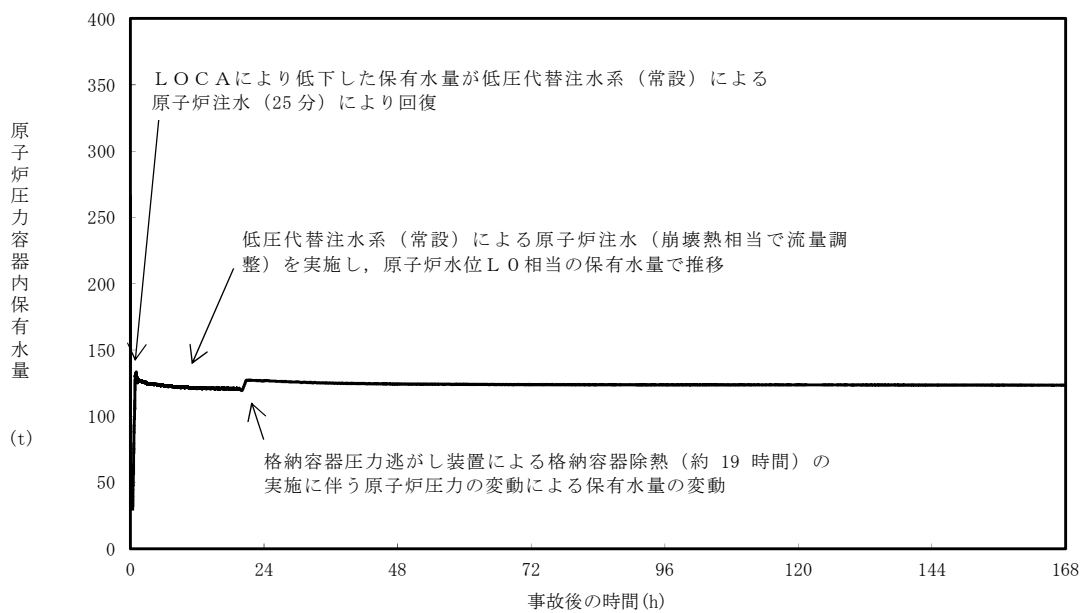 400
350
300
250
200
150
100
50
0
原子炉圧力容器内保有水量
(t)
ＬＯＣＡにより低下した保有水量が低圧代替注水系（常設）による
原子炉注水（25 分）により回復
低圧代替注水系（常設）による原子炉注水（崩壊熱相当で流量調
整）を実施し，原子炉水位Ｌ０相当の保有水量で推移
格納容器圧力逃がし装置による格納容器除熱（約 19 時間）の
実施に伴う原子炉圧力の変動による保有水量の変動
0 24 48 72 96 120 144 168
事故後の時間(h)